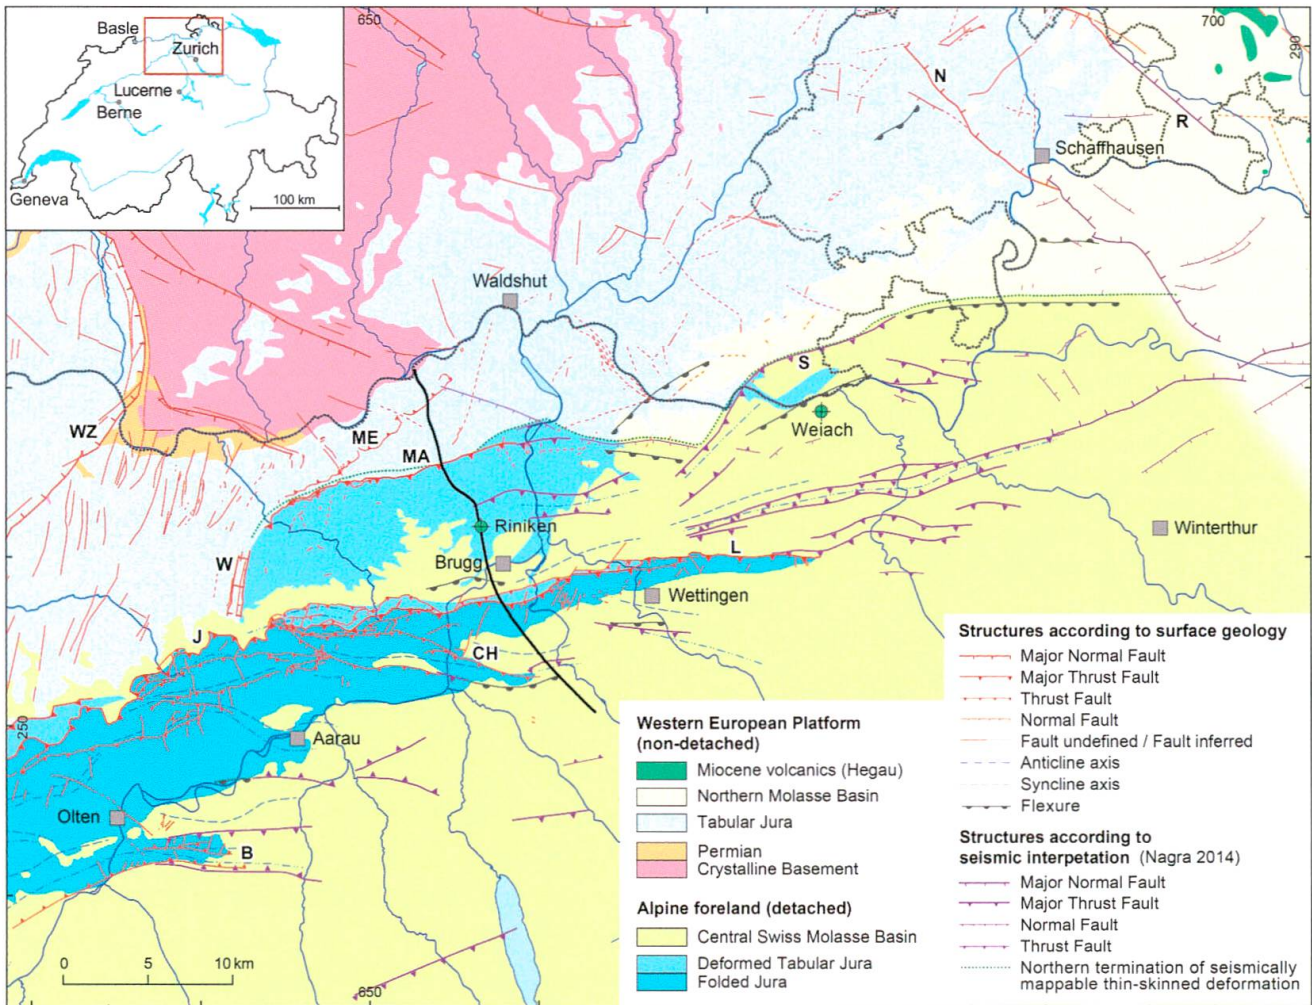 Basle
Zurich
Lucerne
Berne
Geneva
100 km
650
700
290
N
R
Schaffhausen
Waldshut
S
Weiach
WZ
ME
MA
Riniken
Winterthur
L
W
Brugg
Wettingen
J
CH
250
Aarau
Olten
B
0 5 10 km
650
Western European Platform
(non-detached)
Miocene volcanics (Hegau)
Northern Molasse Basin
Tabular Jura
Permian
Crystalline Basement
Alpine foreland (detached)
Central Swiss Molasse Basin
Deformed Tabular Jura
Folded Jura
Structures according to surface geology
Major Normal Fault
Major Thrust Fault
Thrust Fault
Normal Fault
Fault undefined / Fault inferred
Anticline axis
Syncline axis
Flexure
Structures according to
seismic interpetation (Nagra 2014)
Major Normal Fault
Major Thrust Fault
Normal Fault
Thrust Fault
Northern termination of seismically
mappable thin-skinned deformation